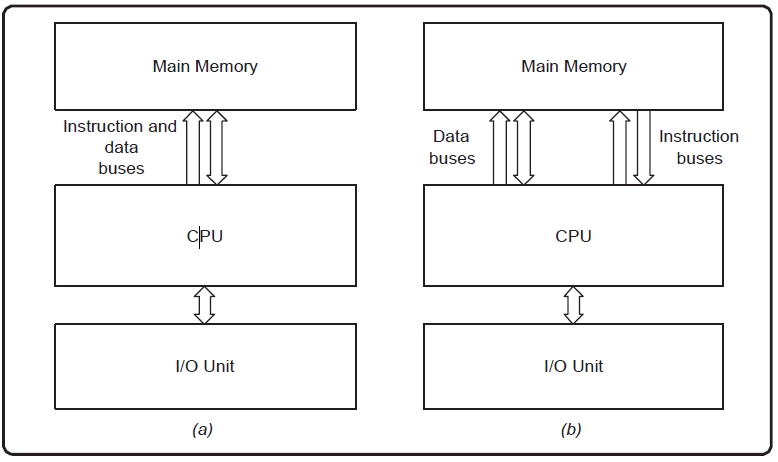 Main Memory
Instruction and
data
buses
CPU
I/O Unit
(a)
Main Memory
Data
buses
Instruction
buses
CPU
I/O Unit
(b)